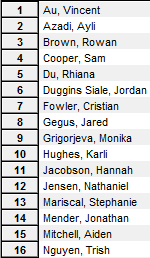 1 Au, Vincent
2 Azadi, Ayli
3 Brown, Rowan
4 Cooper, Sam
5 Du, Rhiana
6 Duggins Siale, Jordan
7 Fowler, Cristian
8 Gegus, Jared
9 Grigorjeva, Monika
10 Hughes, Karli
11 Jacobson, Hannah
12 Jensen, Nathaniel
13 Mariscal, Stephanie
14 Mender, Jonathan
15 Mitchell, Aiden
16 Nguyen, Trish